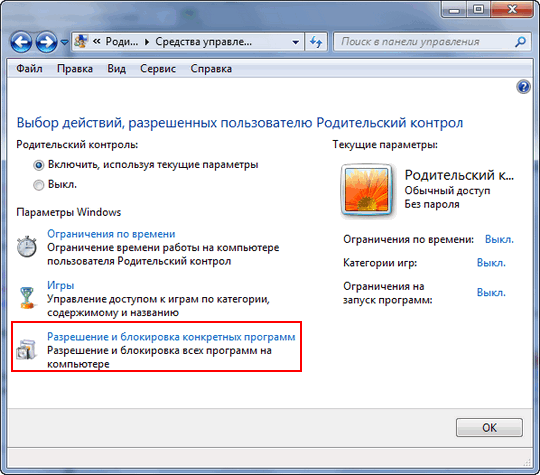 « Роди... ▸ Средства управле...
Поиск в панели управления
Файл Правка Вид Сервис Справка
Выбор действий, разрешенных пользователю Родительский контрол
Родительский контроль:
Включить, используя текущие параметры
Выкл.
Параметры Windows
Ограничения по времени
Ограничение времени работы на компьютере
пользователя Родительский контрол
Игры
Управление доступом к играм по категории,
содержимому и названию
Разрешение и блокировка конкретных программ
Разрешение и блокировка всех программ на
компьютере
Текущие параметры:
Родительский к...
Обычный доступ
Без пароля
Ограничения по времени: Выкл.
Категории игр: Выкл.
Ограничения на
запуск программ: Выкл.
OK